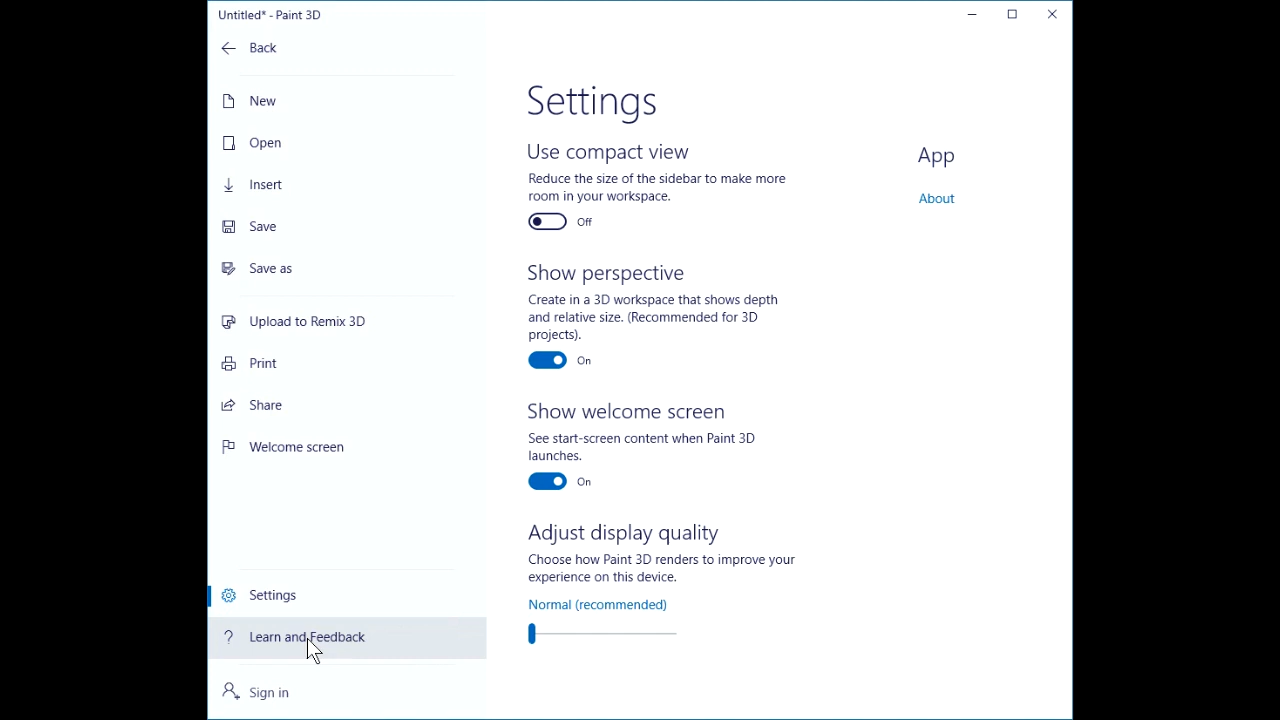 Untitled* - Paint 3D
Back
New
Open
Insert
Save
Save as
Upload to Remix 3D
Print
Share
Welcome screen
Settings
Learn and Feedback
Sign in
Settings
Use compact view
Reduce the size of the sidebar to make more
room in your workspace.
Off
Show perspective
Create in a 3D workspace that shows depth
and relative size. (Recommended for 3D
projects).
On
Show welcome screen
See start-screen content when Paint 3D
launches.
On
Adjust display quality
Choose how Paint 3D renders to improve your
experience on this device.
Normal (recommended)
App
About